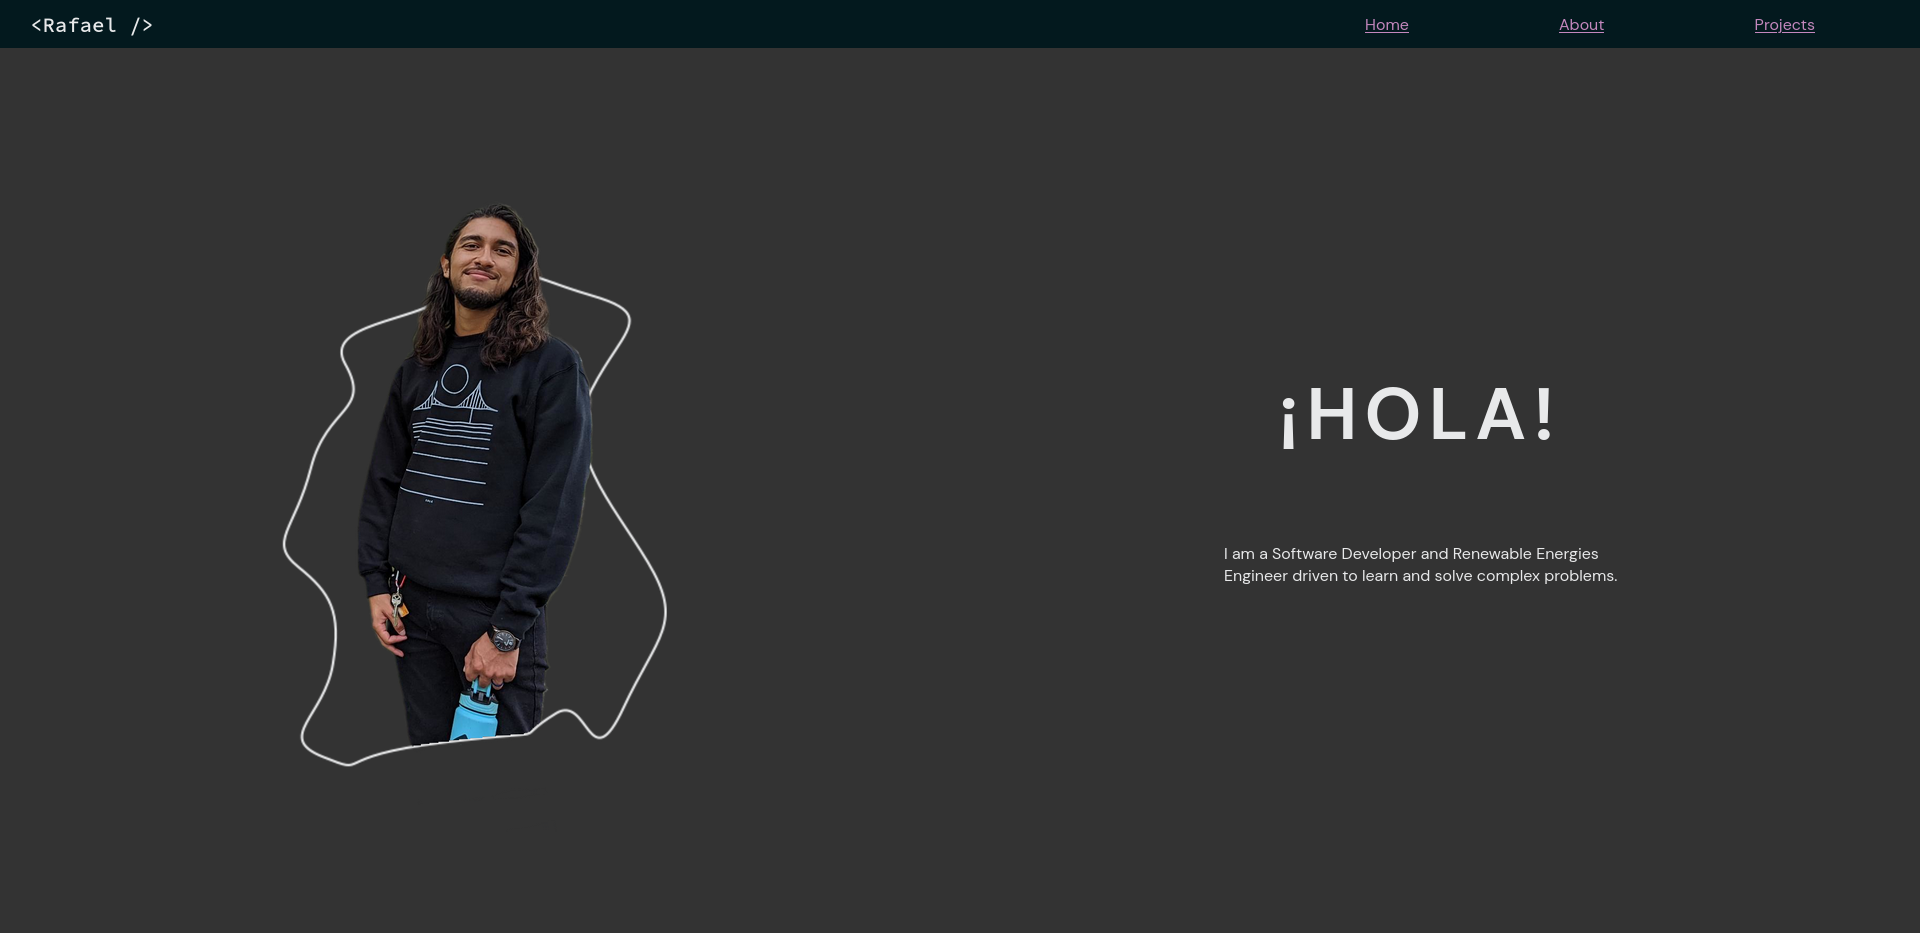 <Rafael />
Home
About
Projects
¡HOLA!
I am a Software Developer and Renewable Energies
Engineer driven to learn and solve complex problems.